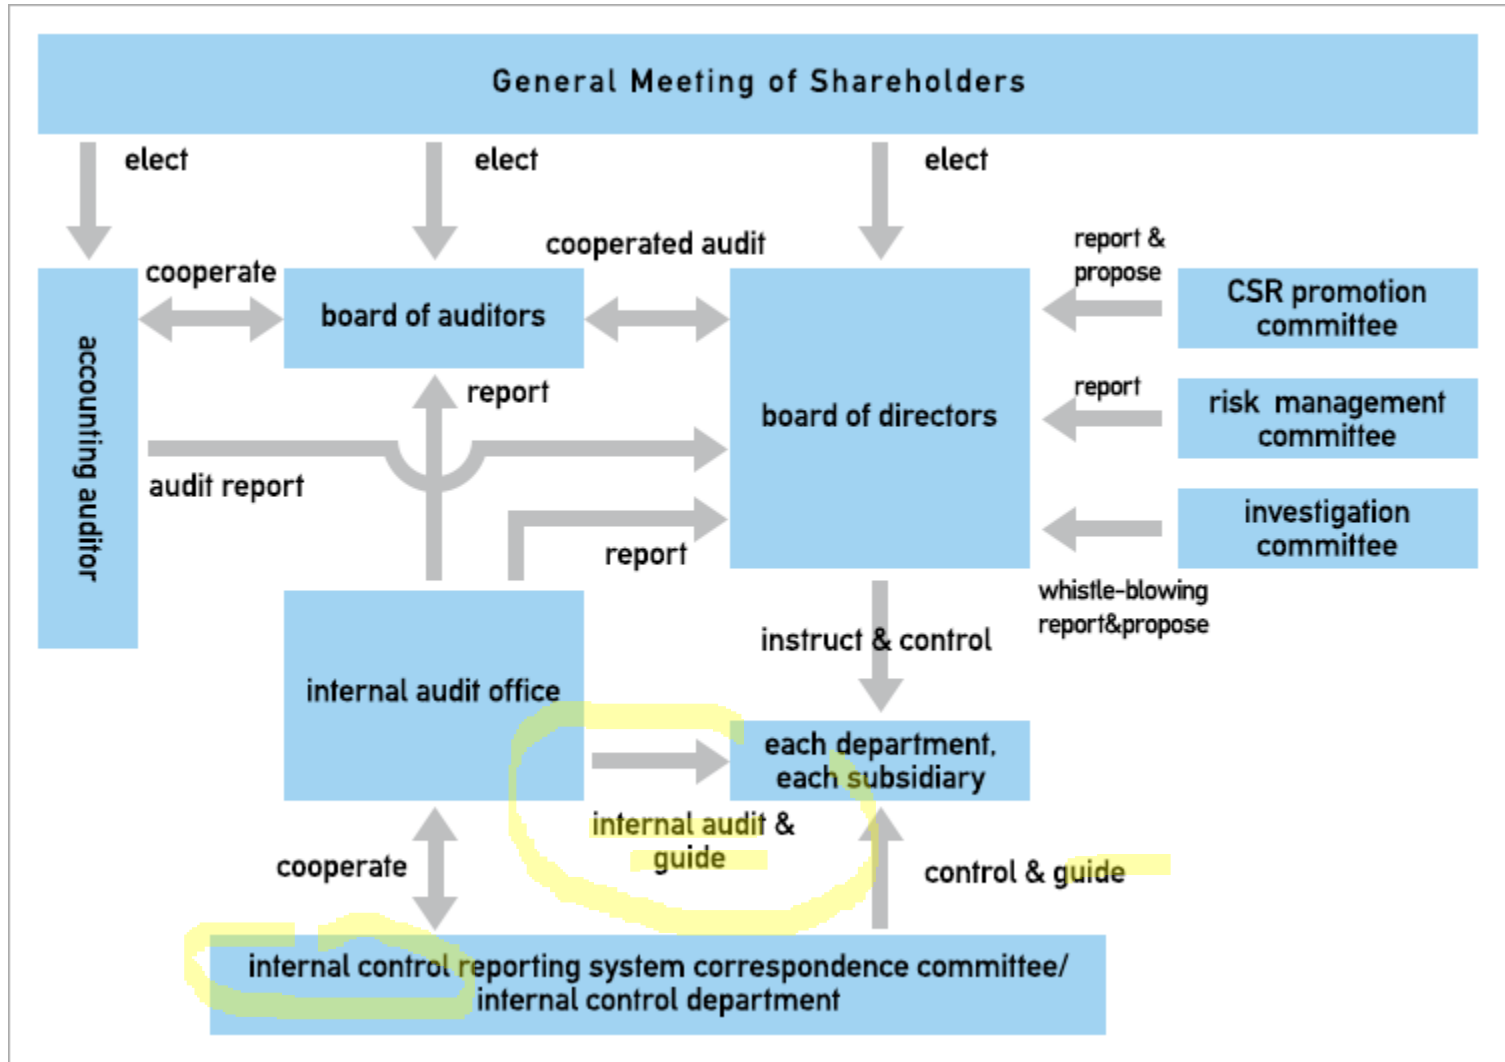 General Meeting of Shareholders
elect
elect
elect
cooperate
cooperated audit
report &
propose
accounting auditor
board of auditors
board of directors
CSR promotion
committee
report
report
risk management
committee
audit report
report
investigation
committee
whistle-blowing
report&propose
instruct & control
internal audit office
each department,
each subsidiary
internal audit &
guide
cooperate
control & guide
internal control reporting system correspondence committee/
internal control department